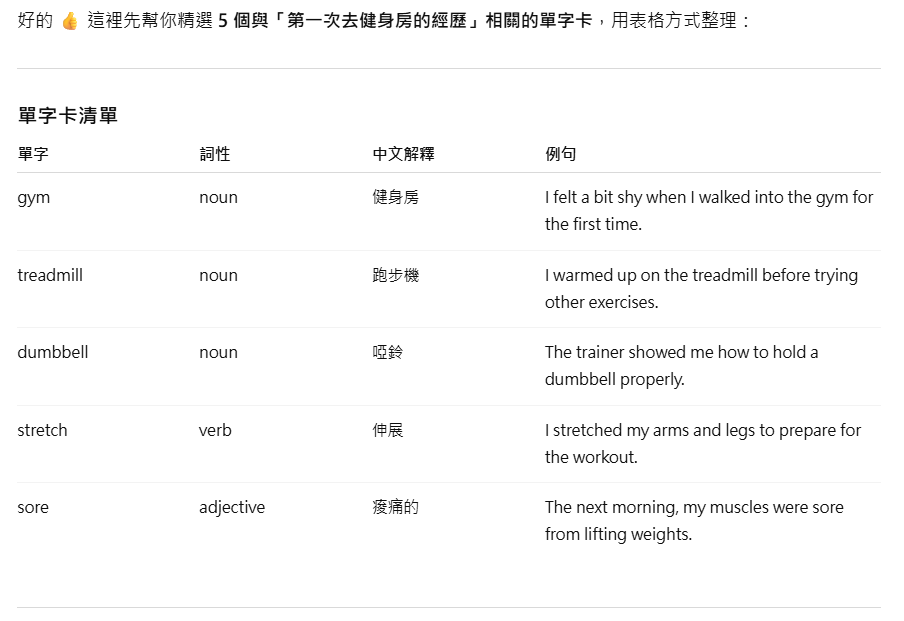 好的 👍 這裡先幫你精選 5 個與「第一次去健身房的經歷」相關的單字卡，用表格方式整理：
單字卡清單
單字 詞性 中文解釋 例句
gym noun 健身房 I felt a bit shy when I walked into the gym for
the first time.
treadmill noun 跑步機 I warmed up on the treadmill before trying
other exercises.
dumbbell noun 啞鈴 The trainer showed me how to hold a
dumbbell properly.
stretch verb 伸展 I stretched my arms and legs to prepare for
the workout.
sore adjective 痠痛的 The next morning, my muscles were sore
from lifting weights.